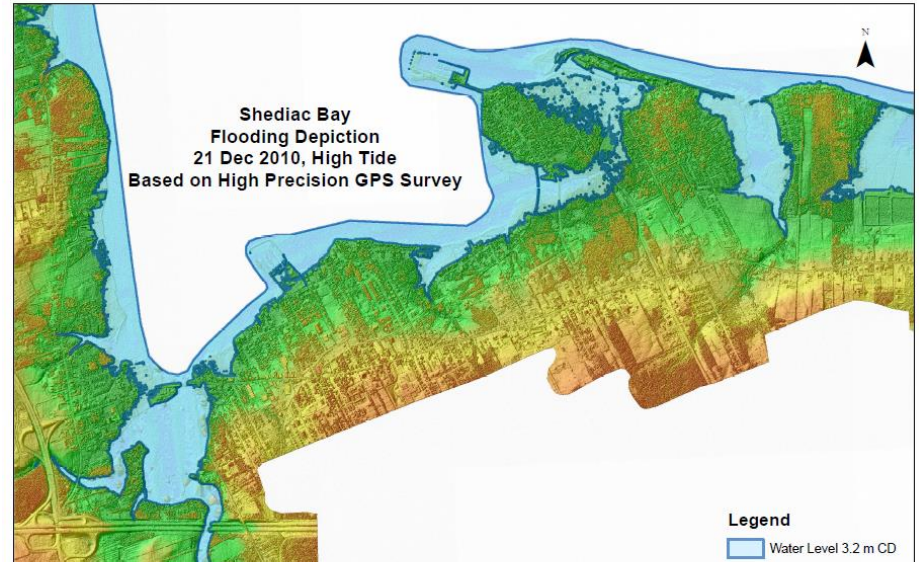 N
Shediac Bay
Flooding Depiction
21 Dec 2010, High Tide
Based on High Precision GPS Survey
Legend
Water Level 3.2 m CD